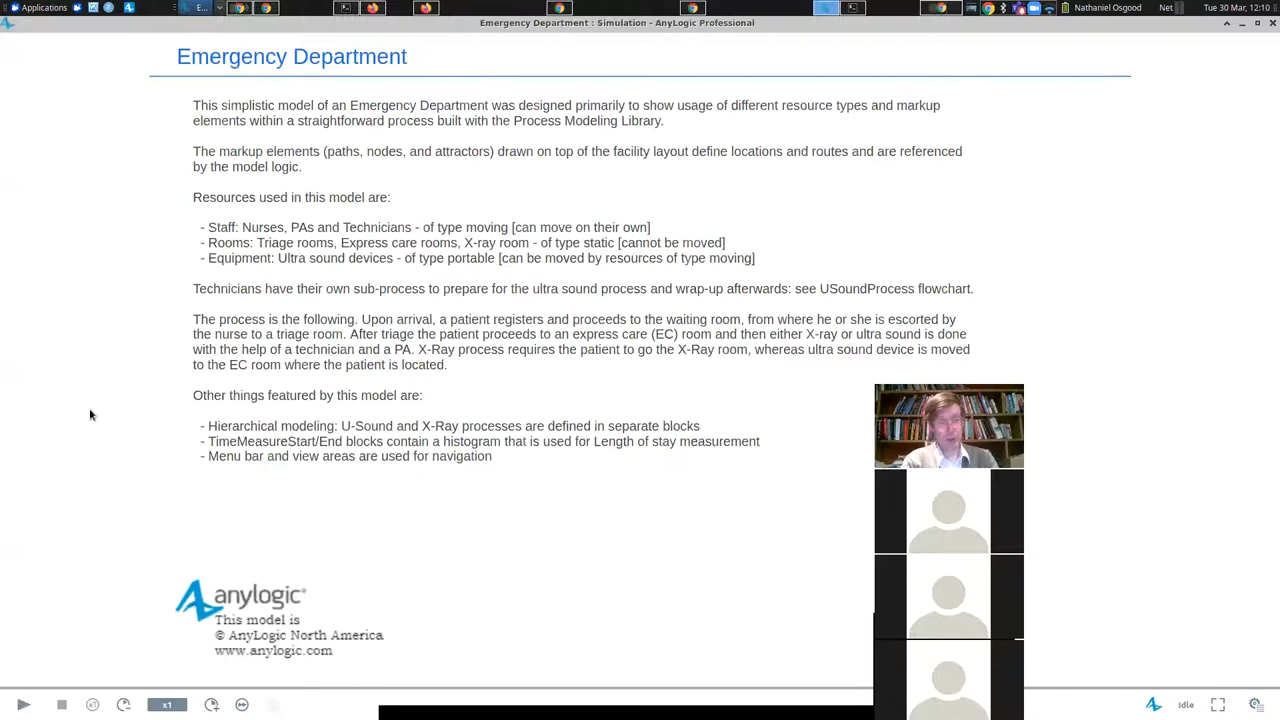 Applications
E...
Nathaniel Osgood
Net
Tue 30 Mar, 12:10
Emergency Department : Simulation - AnyLogic Professional
Emergency Department
This simplistic model of an Emergency Department was designed primarily to show usage of different resource types and markup
elements within a straightforward process built with the Process Modeling Library.
The markup elements (paths, nodes, and attractors) drawn on top of the facility layout define locations and routes and are referenced
by the model logic.
Resources used in this model are:
- Staff: Nurses, PAs and Technicians - of type moving [can move on their own]
- Rooms: Triage rooms, Express care rooms, X-ray room - of type static [cannot be moved]
- Equipment: Ultra sound devices - of type portable [can be moved by resources of type moving]
Technicians have their own sub-process to prepare for the ultra sound process and wrap-up afterwards: see USoundProcess flowchart.
The process is the following. Upon arrival, a patient registers and proceeds to the waiting room, from where he or she is escorted by
the nurse to a triage room. After triage the patient proceeds to an express care (EC) room and then either X-ray or ultra sound is done
with the help of a technician and a PA. X-Ray process requires the patient to go the X-Ray room, whereas ultra sound device is moved
to the EC room where the patient is located.
Other things featured by this model are:
- Hierarchical modeling: U-Sound and X-Ray processes are defined in separate blocks
- TimeMeasureStart/End blocks contain a histogram that is used for Length of stay measurement
- Menu bar and view areas are used for navigation
anylogic®
This model is
© AnyLogic North America
www.anylogic.com
x1
x1
Idle